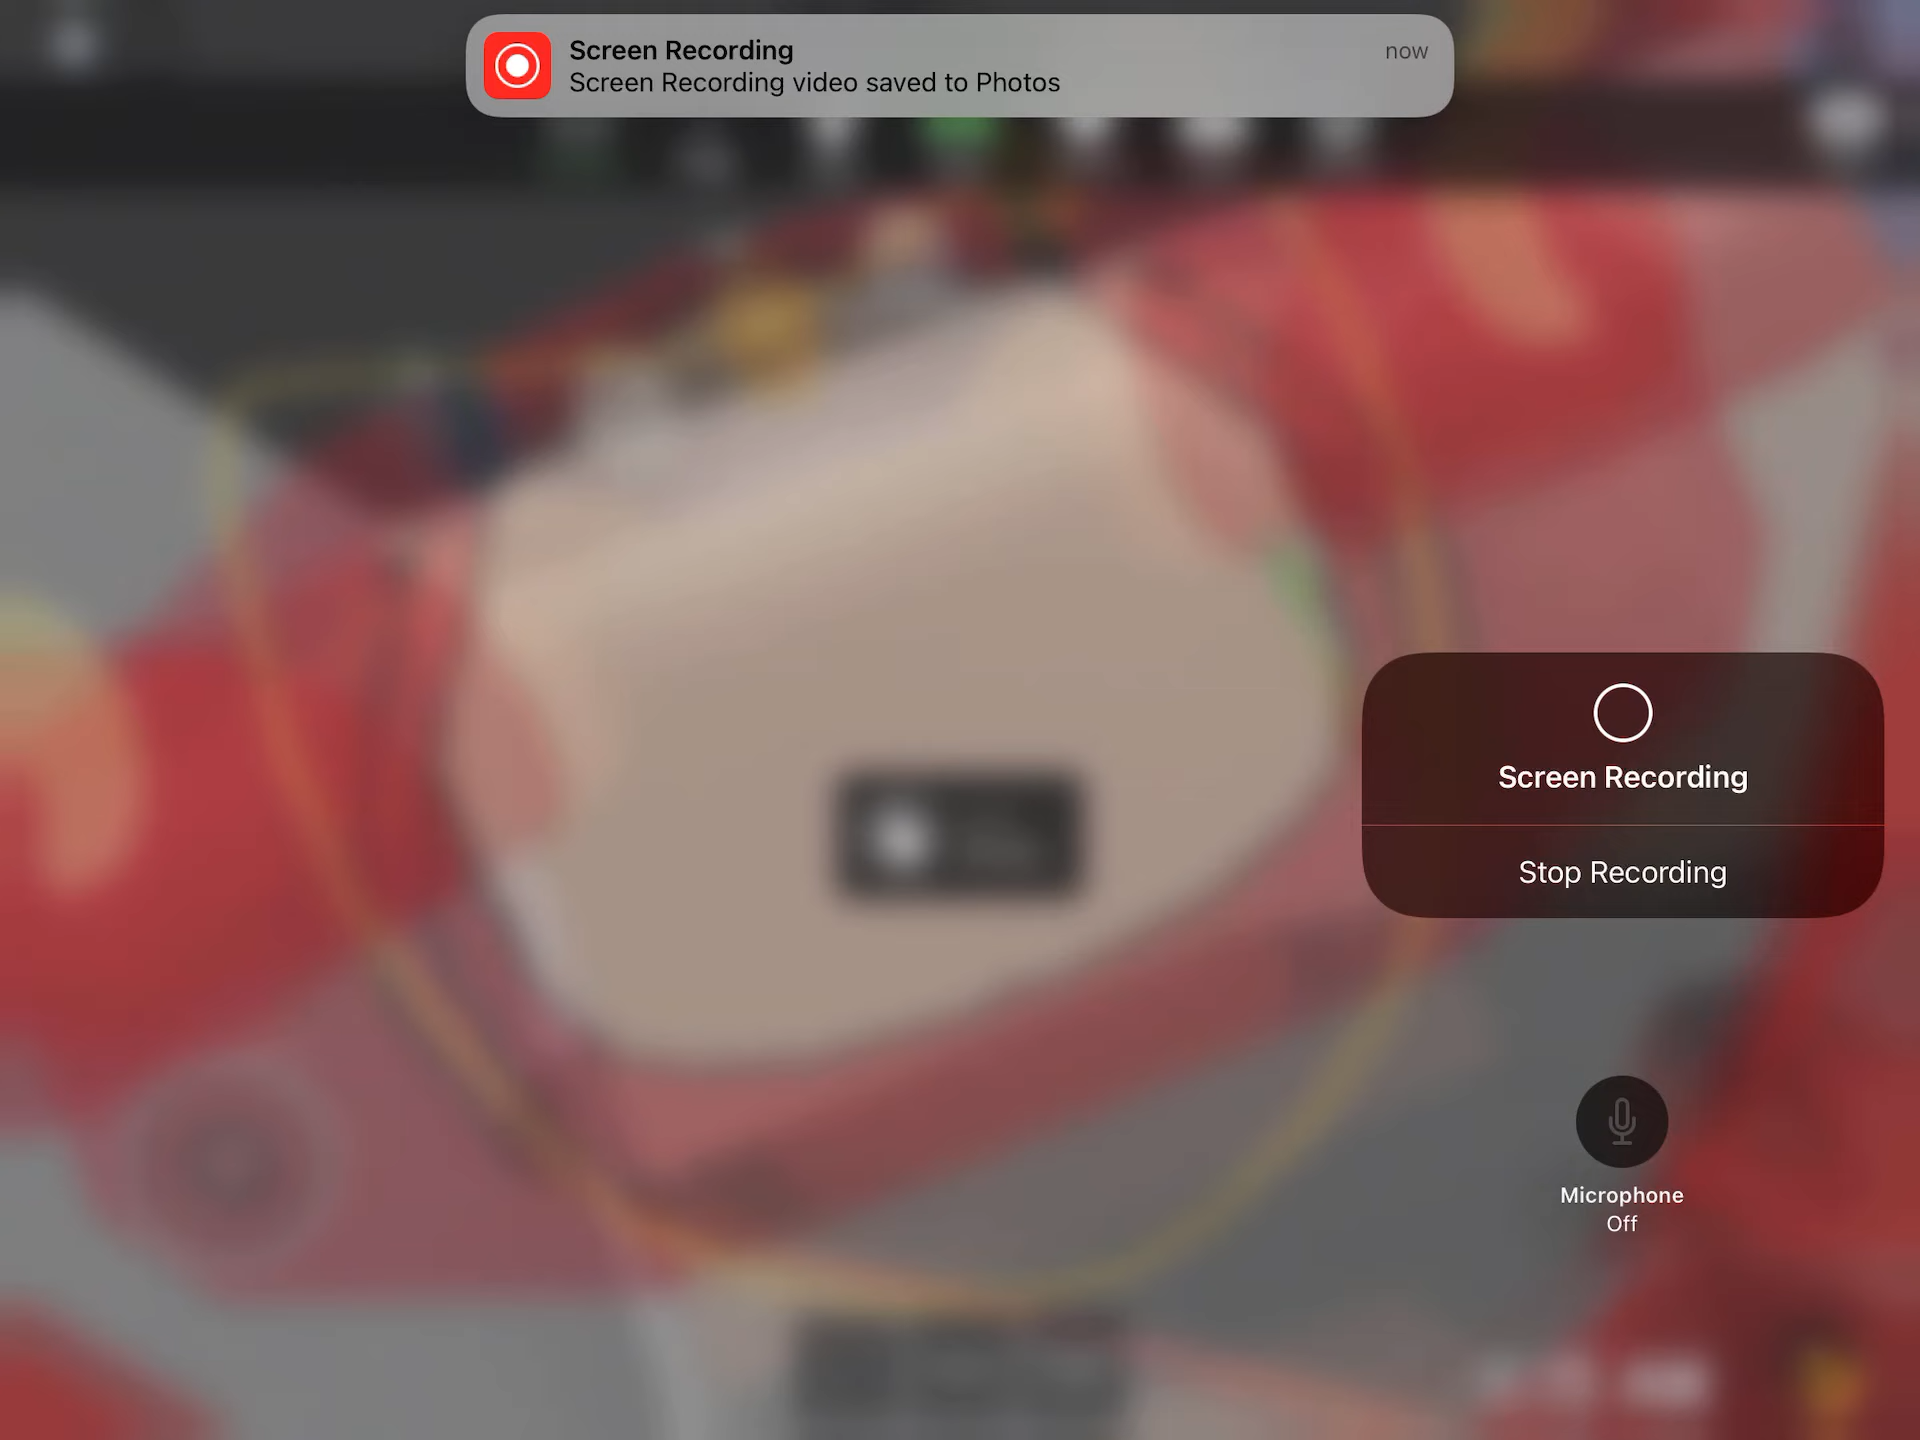 Screen Recording
now
Screen Recording video saved to Photos
Screen Recording
Stop Recording
Microphone
Off